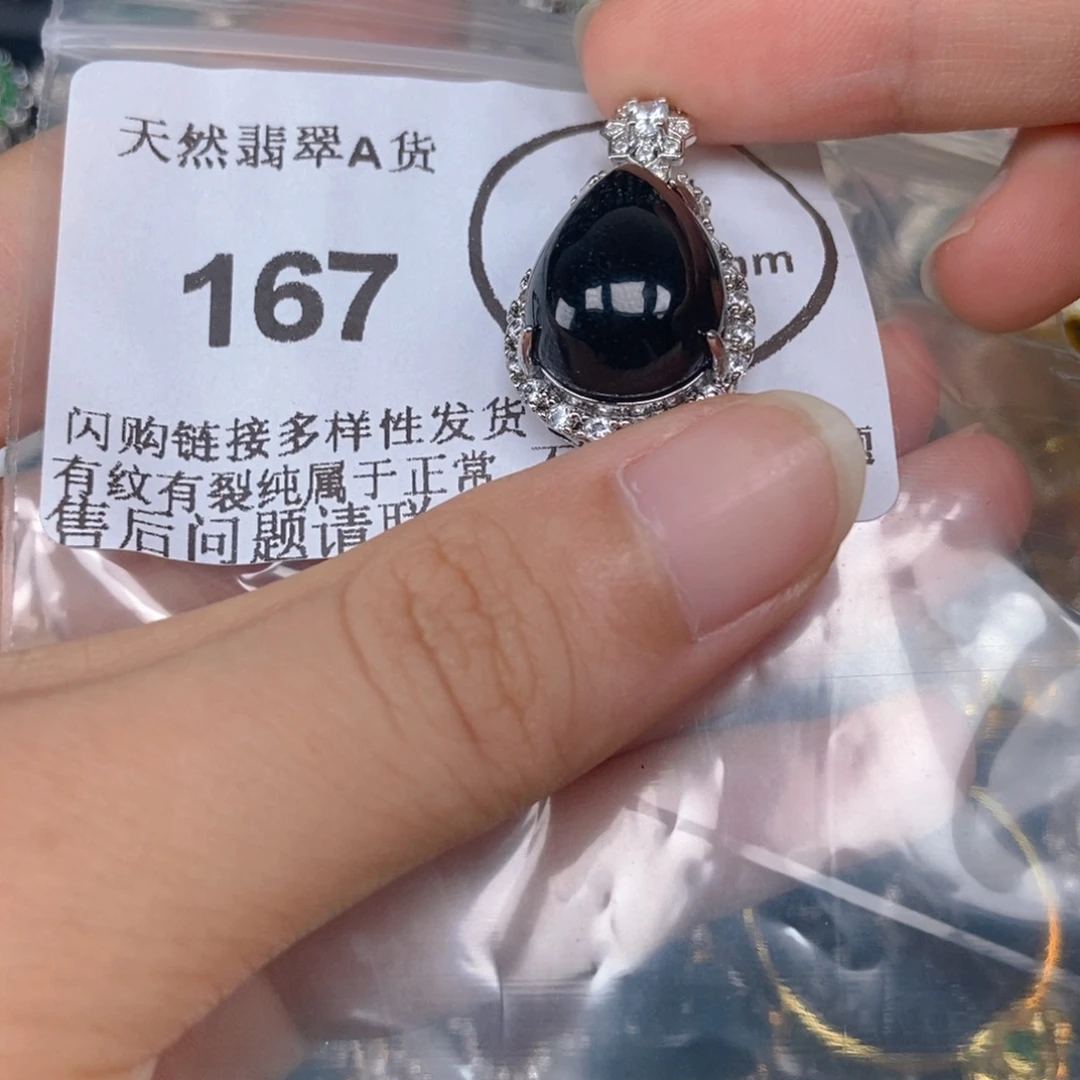 天然翡翠A货
167
mm
闪购链接多样性发货
有纹有裂纯属于正常
售后问题请联